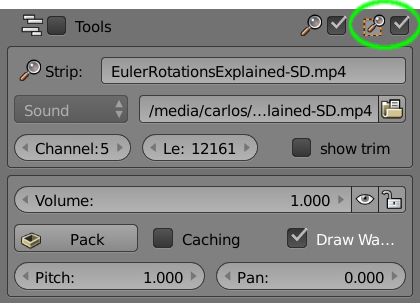 Tools
Strip: EulerRotationsExplained-SD.mp4
Sound /media/carlos/...lained-SD.mp4
Channel:5 Le: 12161 show trim
Volume: 1.000
Pack Caching Draw Wa...
Pitch: 1.000 Pan: 0.000